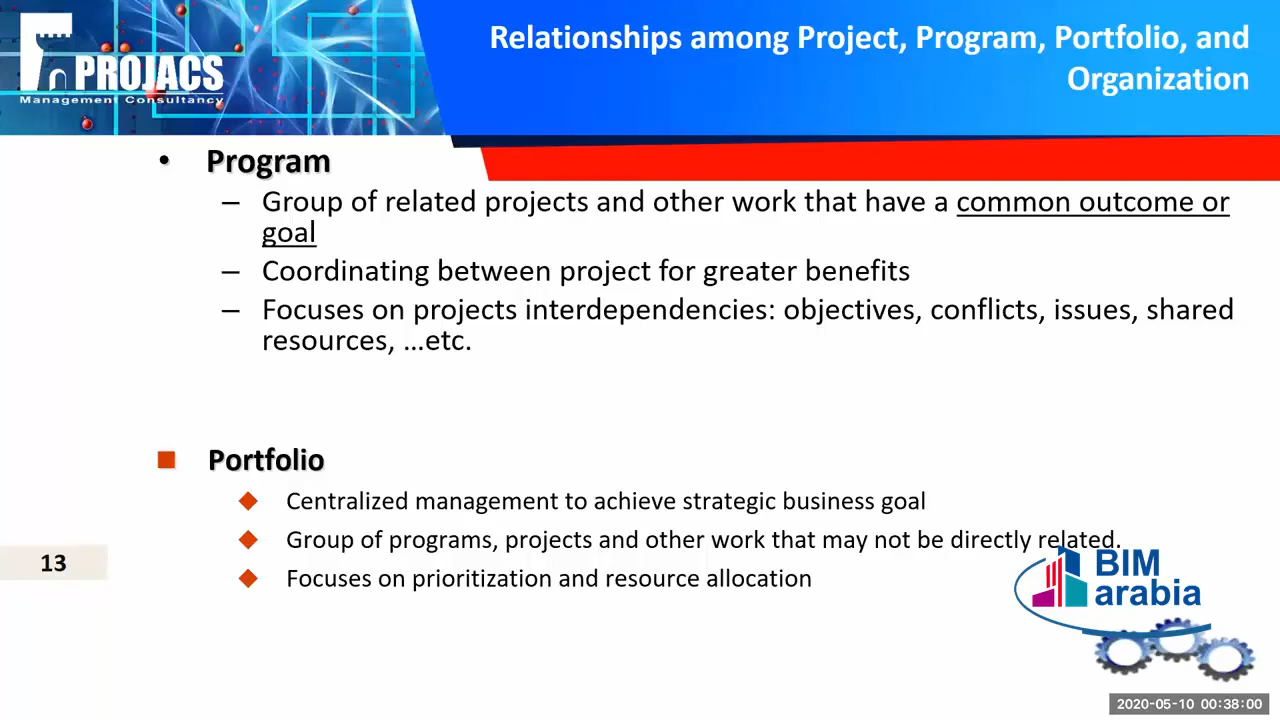 PROJACS
Management Consultancy
Relationships among Project, Program, Portfolio, and
Organization
• Program
– Group of related projects and other work that have a common outcome or
goal
– Coordinating between project for greater benefits
– Focuses on projects interdependencies: objectives, conflicts, issues, shared
resources, ...etc.
Portfolio
Centralized management to achieve strategic business goal
Group of programs, projects and other work that may not be directly related.
Focuses on prioritization and resource allocation
13
BIM
arabia
2020-05-10 00:38:00